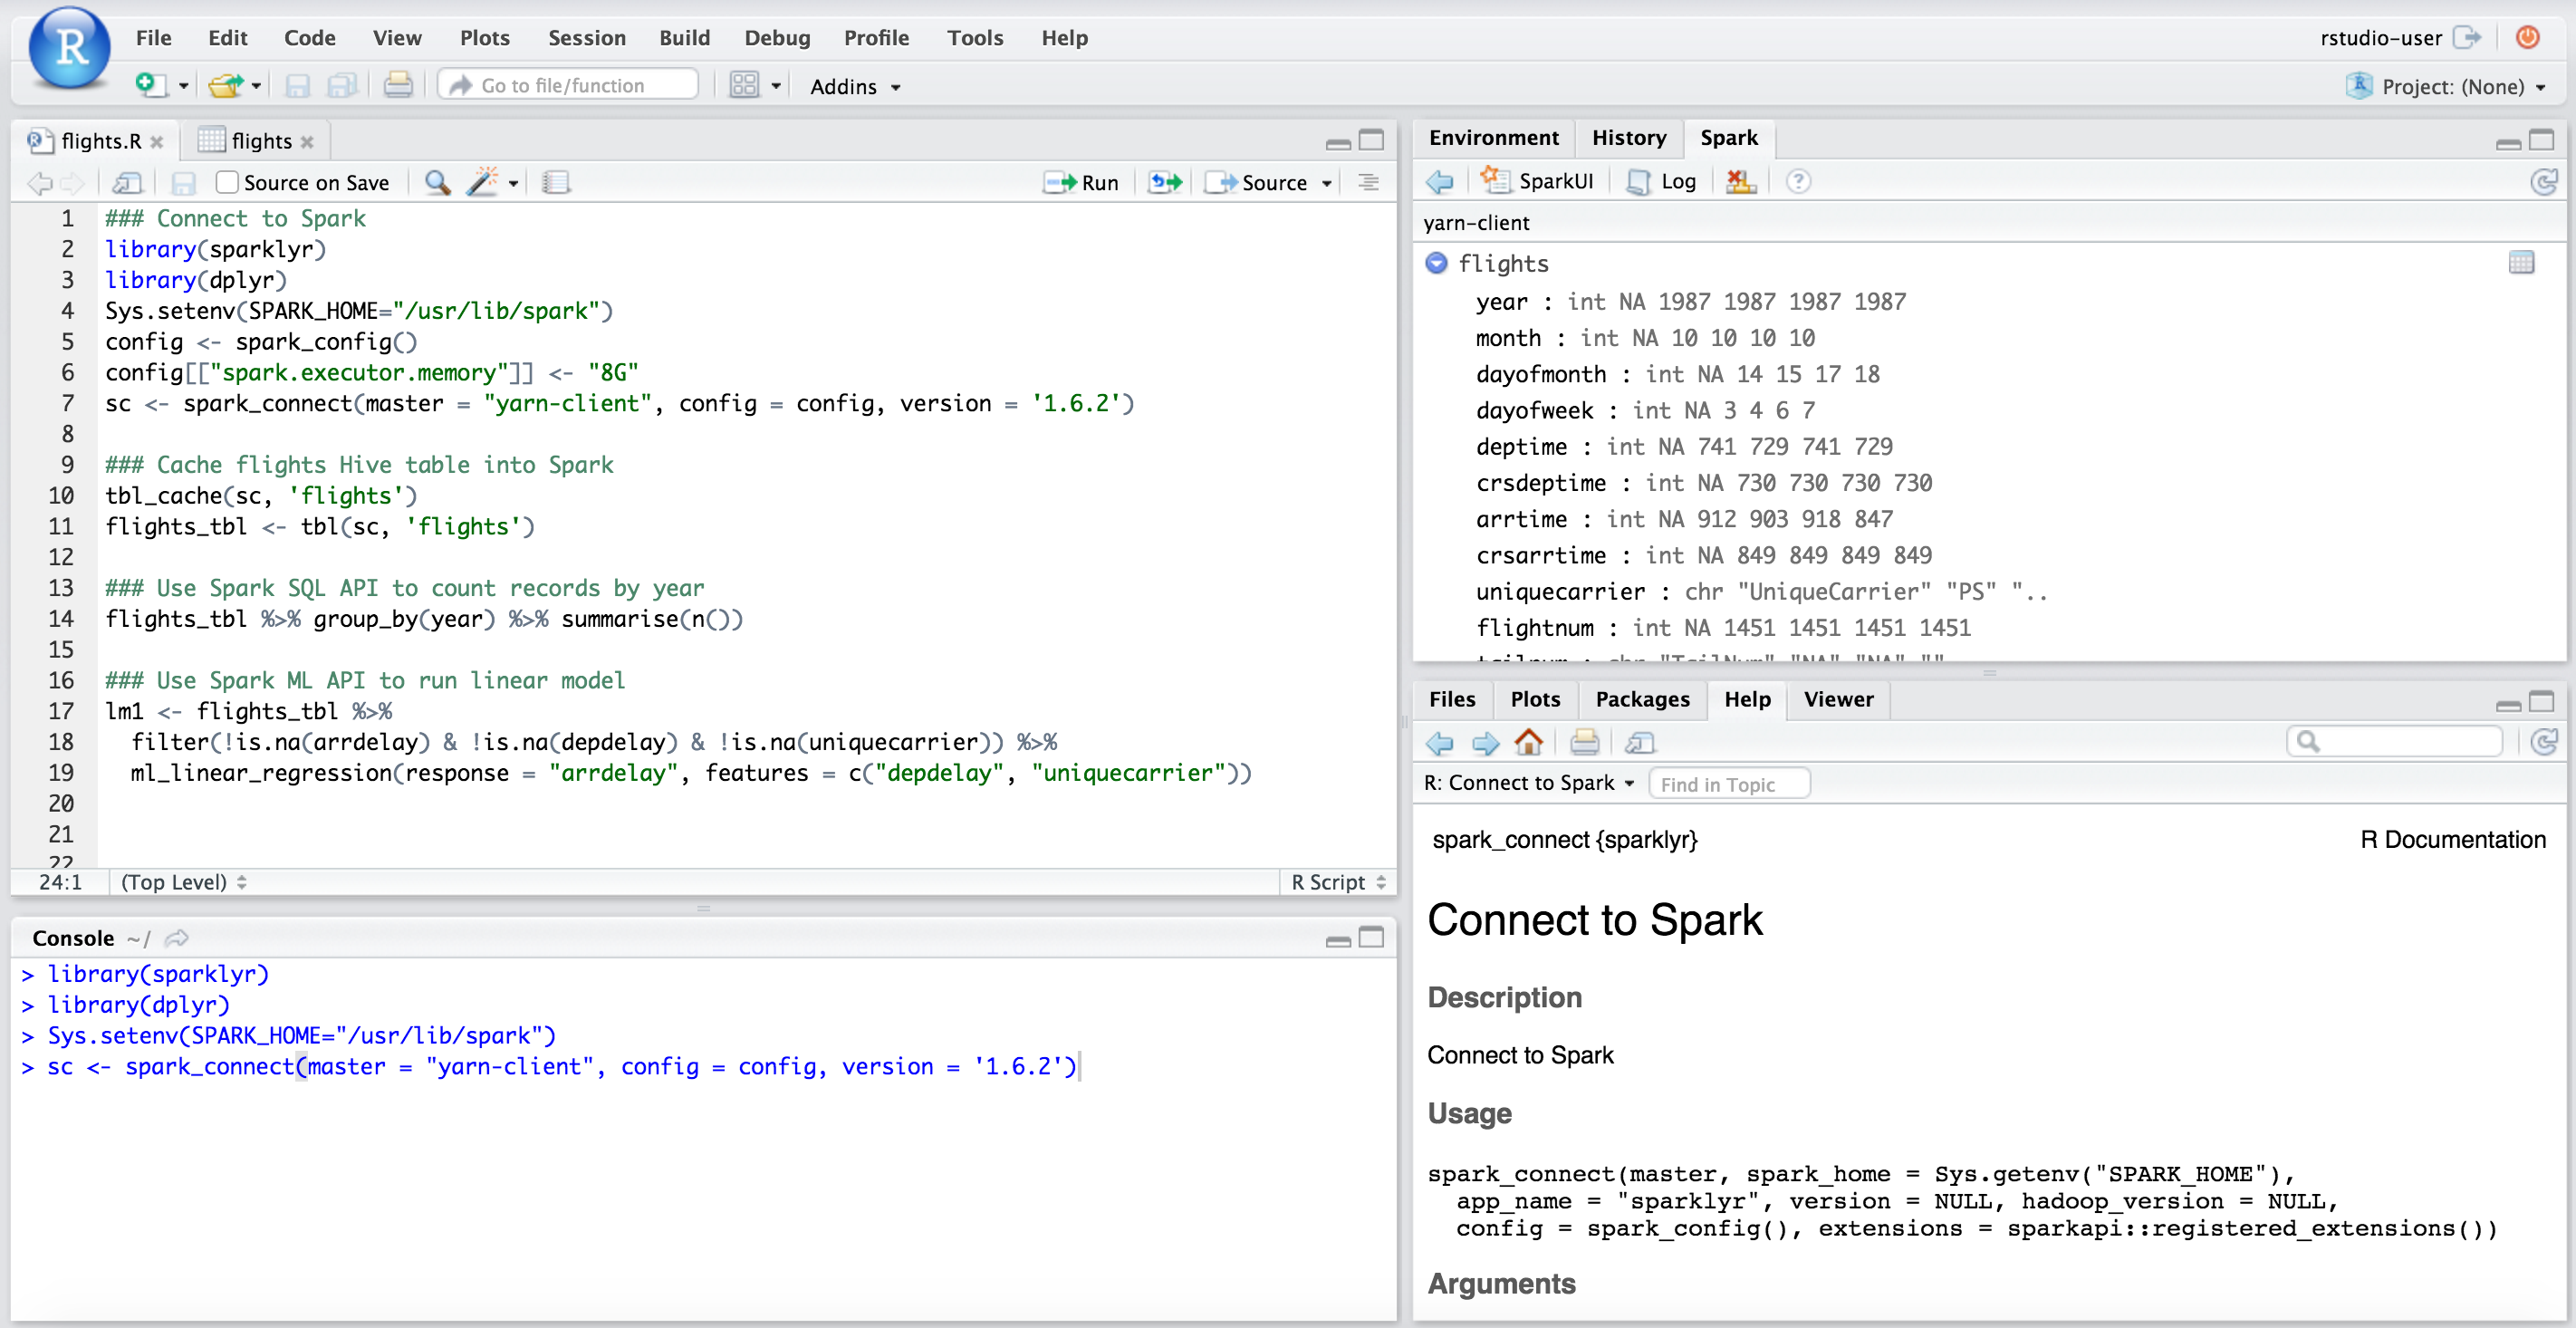 R File Edit Code View Plots Session Build Debug Profile Tools Help rstudio-user
Go to file/function Addins R Project: (None)
flights.R flights
Source on Save Run Source
1 ### Connect to Spark
2 library(sparklyr)
3 library(dplyr)
4 Sys.setenv(SPARK_HOME="/usr/lib/spark")
5 config <- spark_config()
6 config[["spark.executor.memory"]] <- "8G"
7 sc <- spark_connect(master = "yarn-client", config = config, version = '1.6.2')
8
9 ### Cache flights Hive table into Spark
10 tbl_cache(sc, 'flights')
11 flights_tbl <- tbl(sc, 'flights')
12
13 ### Use Spark SQL API to count records by year
14 flights_tbl %>% group_by(year) %>% summarise(n())
15
16 ### Use Spark ML API to run linear model
17 lm1 <- flights_tbl %>%
18   filter(!is.na(arrdelay) & !is.na(depdelay) & !is.na(uniquecarrier)) %>%
19   ml_linear_regression(response = "arrdelay", features = c("depdelay", "uniquecarrier"))
20
21
22
24:1 (Top Level) R Script
Console ~/
> library(sparklyr)
> library(dplyr)
> Sys.setenv(SPARK_HOME="/usr/lib/spark")
> sc <- spark_connect(master = "yarn-client", config = config, version = '1.6.2')
Environment History Spark
SparkUI Log ?
yarn-client
flights
year : int NA 1987 1987 1987 1987
month : int NA 10 10 10 10
dayofmonth : int NA 14 15 17 18
dayofweek : int NA 3 4 6 7
deptime : int NA 741 729 741 729
crsdeptime : int NA 730 730 730 730
arrtime : int NA 912 903 918 847
crsarrtime : int NA 849 849 849 849
uniquecarrier : chr "UniqueCarrier" "PS" "..
flightnum : int NA 1451 1451 1451 1451
tailnum : chr "TailNum" "NA" "NA" ""
Files Plots Packages Help Viewer
R: Connect to Spark Find in Topic
spark_connect {sparklyr} R Documentation
Connect to Spark
Description
Connect to Spark
Usage
spark_connect(master, spark_home = Sys.getenv("SPARK_HOME"),
  app_name = "sparklyr", version = NULL, hadoop_version = NULL,
  config = spark_config(), extensions = sparkapi::registered_extensions())
Arguments